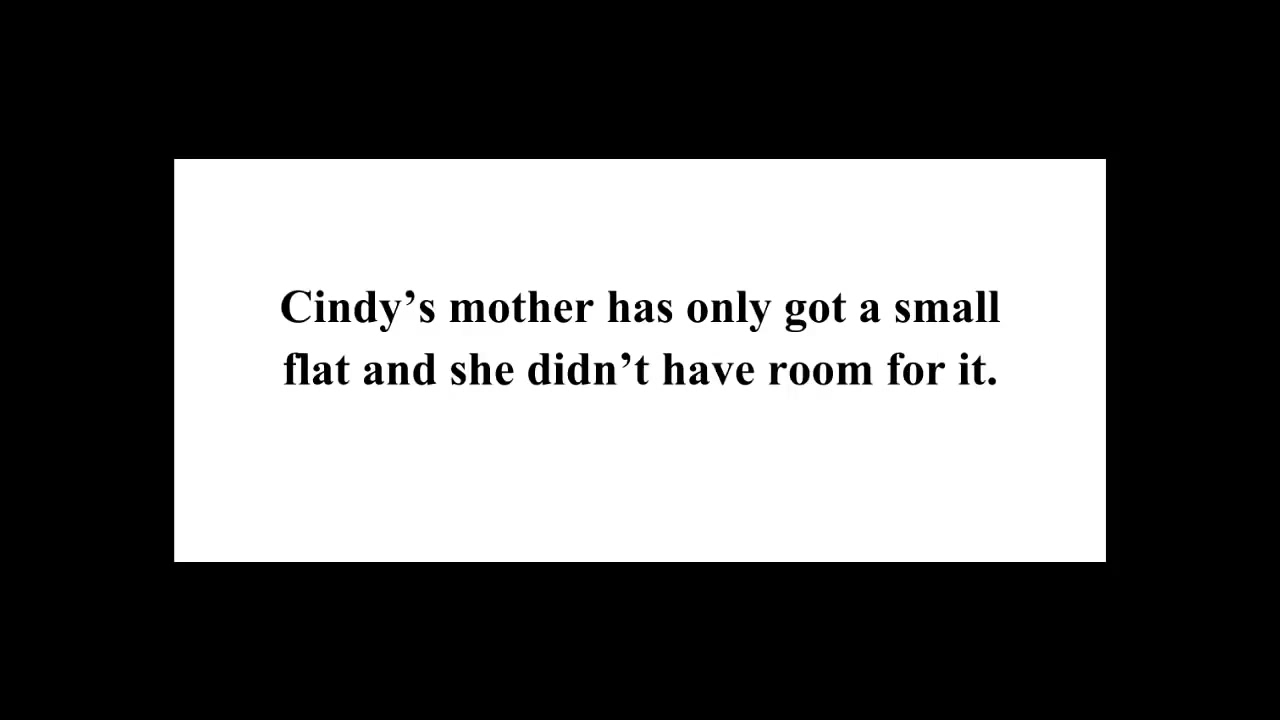 Cindy’s mother has only got a small
flat and she didn’t have room for it.